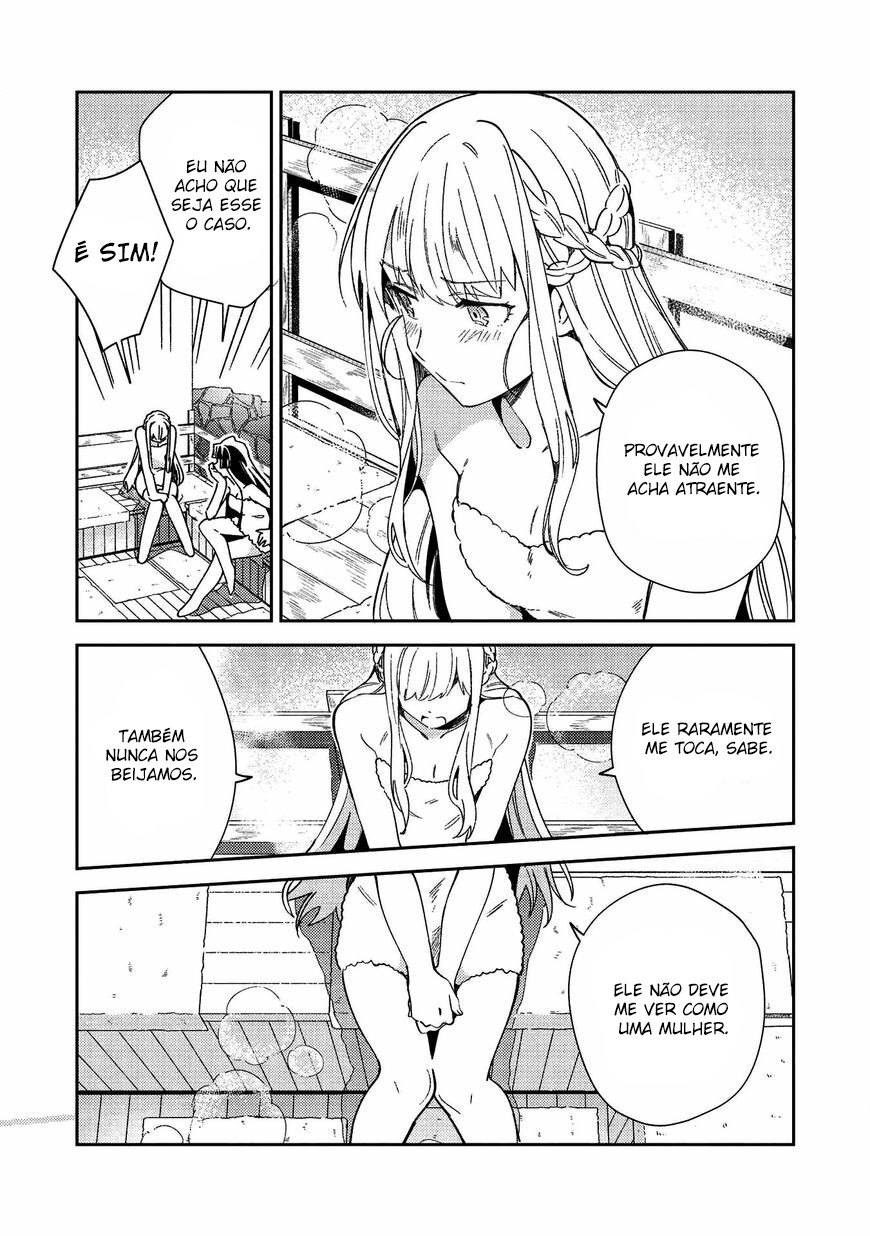 PROVAVELMENTE
ELE NÃO ME
ACHA ATRAENTE.
EU NÃO
ACHO QUE
SEJA ESSE
O CASO.
É SIM!
ELE RARAMENTE
ME TOCA, SABE.
TAMBÉM
NUNCA NOS
BEIJAMOS.
ELE NÃO DEVE
ME VER COMO
UMA MULHER.